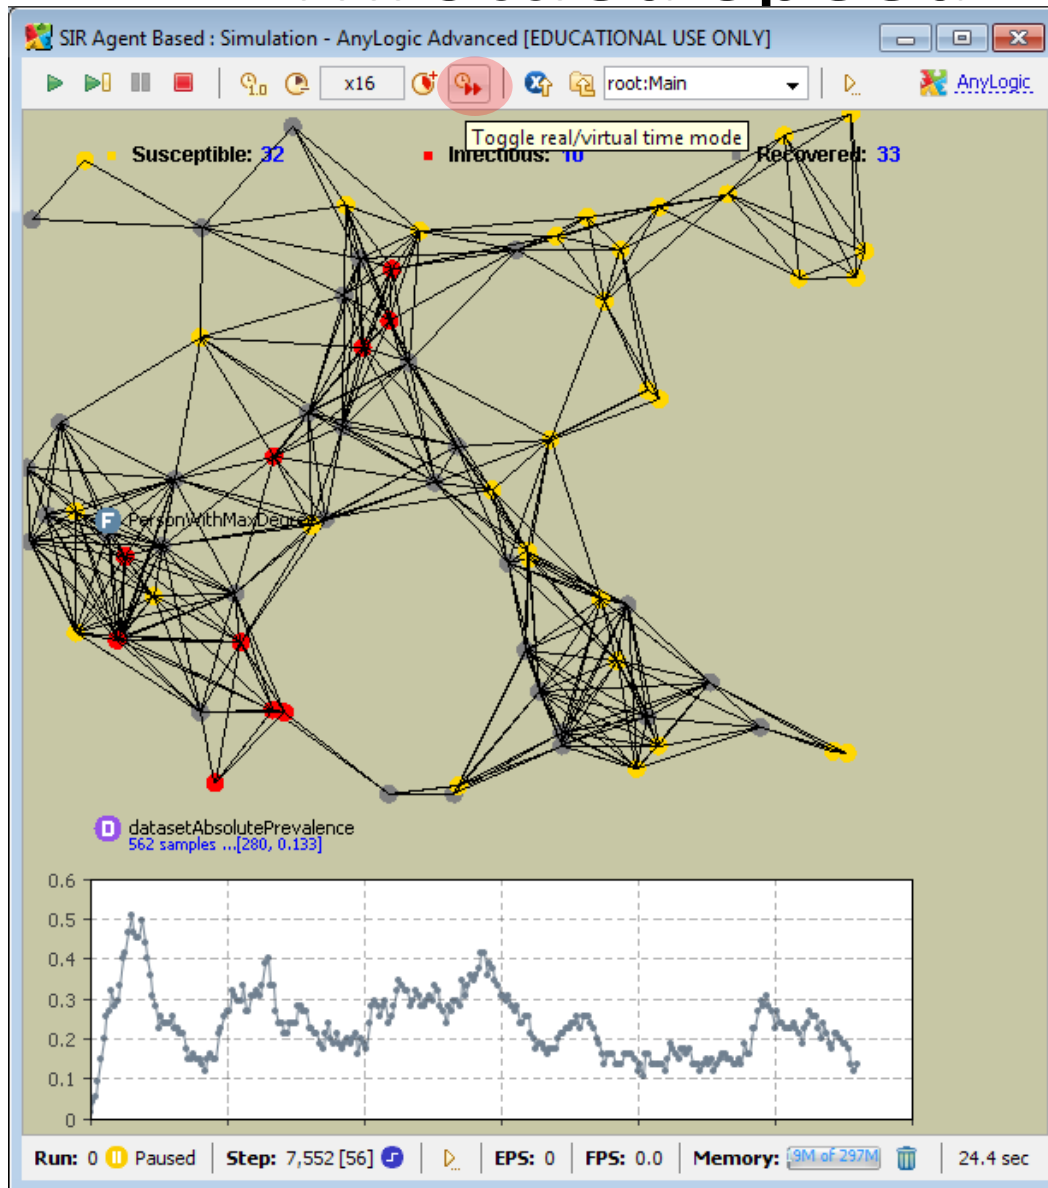 SIR Agent Based : Simulation - AnyLogic Advanced [EDUCATIONAL USE ONLY]
x16
root:Main
AnyLogic
Toggle real/virtual time mode
Susceptible: 32
Infectious: 10
Recovered: 33
F PersonWithMaxDegree
D datasetAbsolutePrevalence
562 samples ...[280, 0.133]
0.6
0.5
0.4
0.3
0.2
0.1
0
Run: 0 Paused Step: 7,552 [56] EPS: 0 FPS: 0.0 Memory: 9M of 297M 24.4 sec